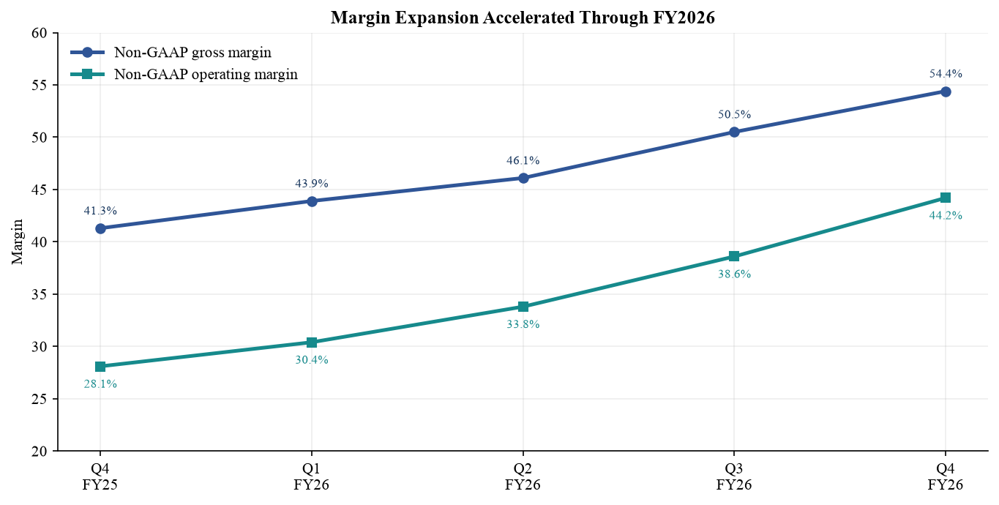 Margin Expansion Accelerated Through FY2026
Non-GAAP gross margin
Non-GAAP operating margin
Margin
60
55
50
45
40
35
30
25
20
41.3%
43.9%
46.1%
50.5%
54.4%
28.1%
30.4%
33.8%
38.6%
44.2%
Q4
FY25
Q1
FY26
Q2
FY26
Q3
FY26
Q4
FY26